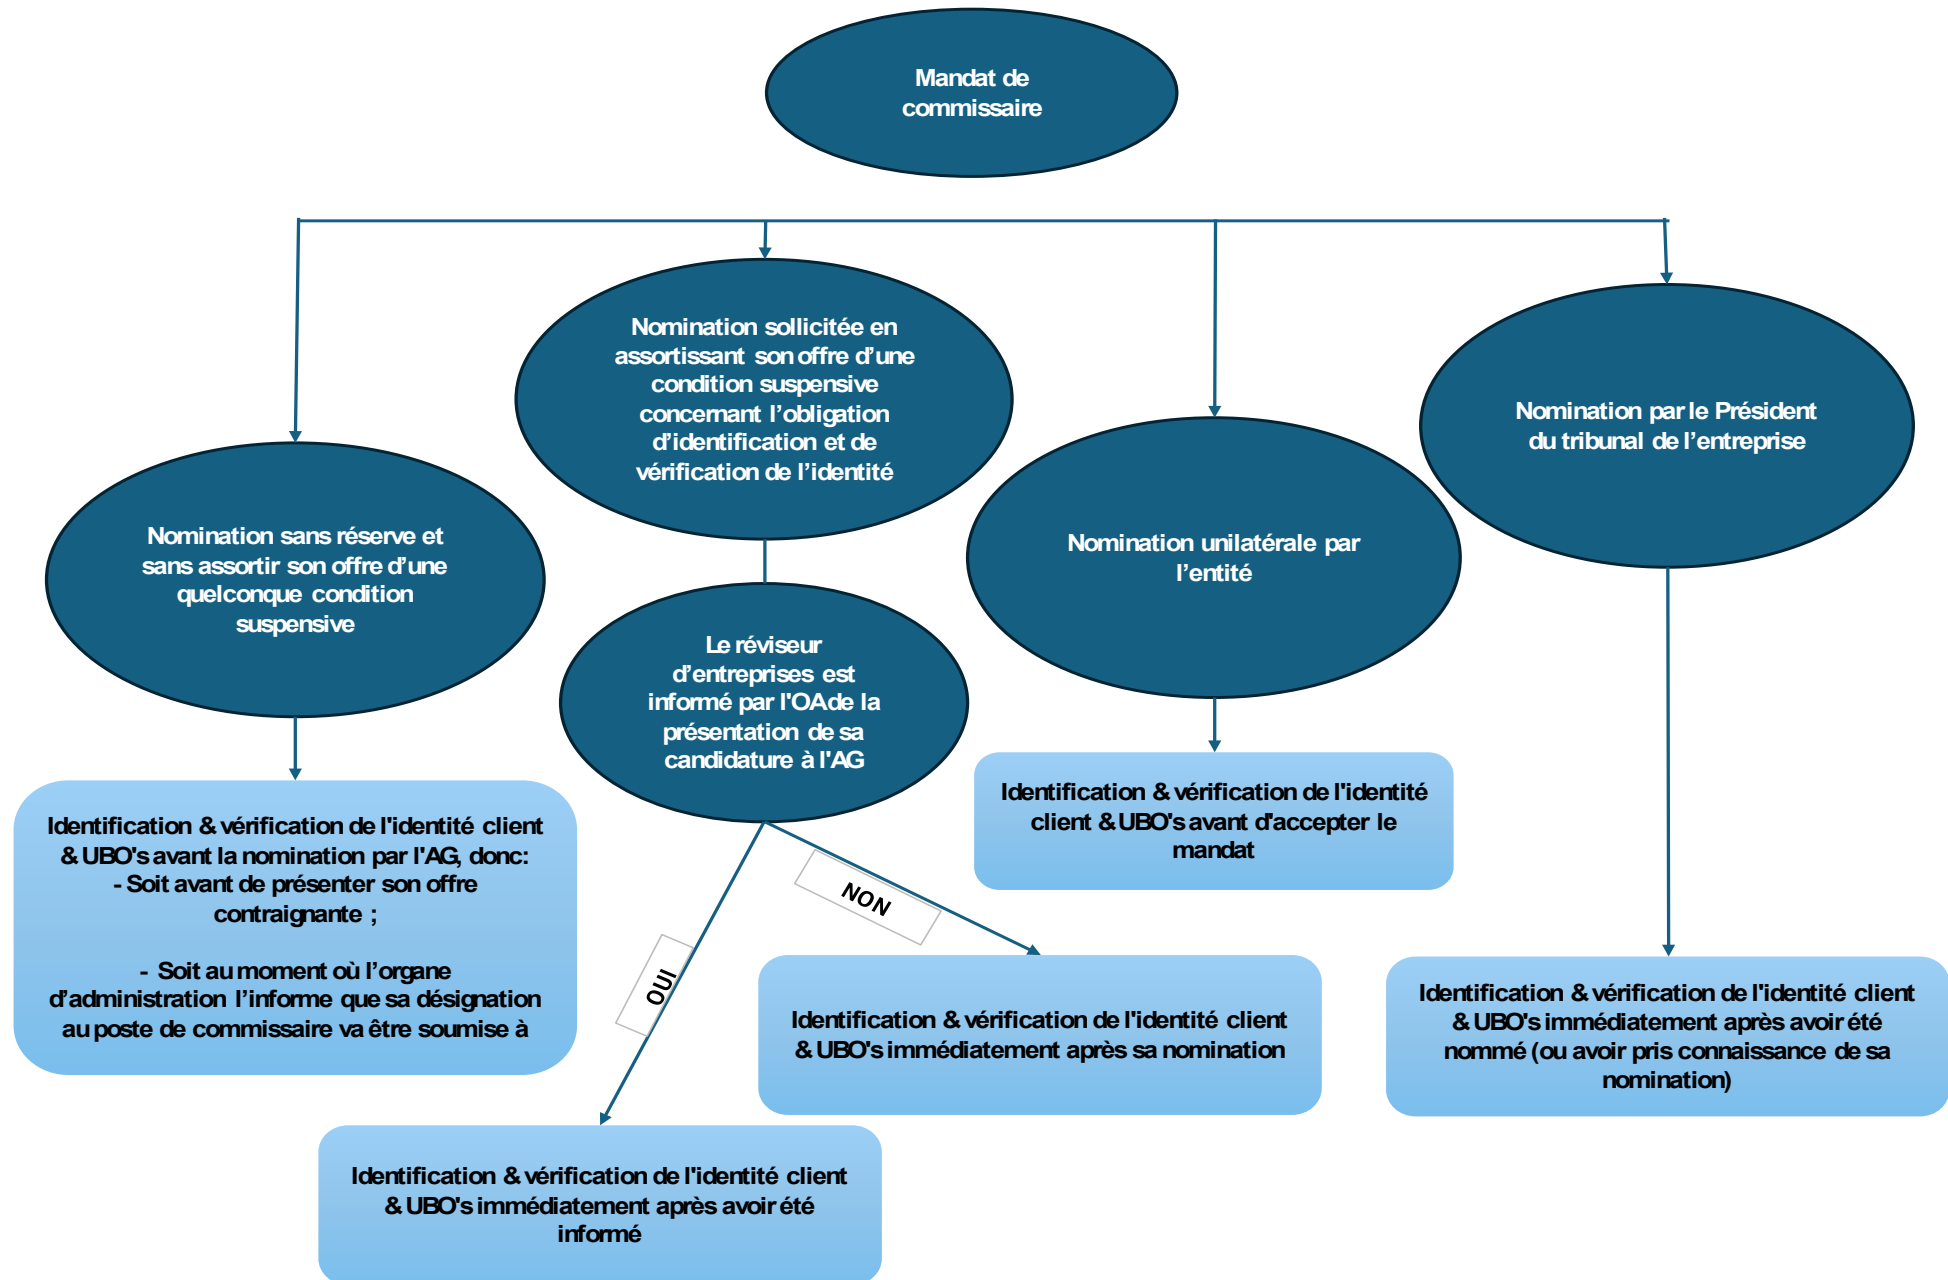 Mandat de
commissaire
Nomination sans réserve et
sans assortir son offre d’une
quelconque condition
suspensive
Identification & vérification de l'identité client
& UBO's avant la nomination par l'AG, donc:
- Soit avant de présenter son offre
contraignante ;
- Soit au moment où l’organe
d’administration l’informe que sa désignation
au poste de commissaire va être soumise à
Nomination sollicitée en
assortissant son offre d’une
condition suspensive
concernant l’obligation
d’identification et de
vérification de l’identité
Le réviseur
d’entreprises est
informé par l'OA de la
présentation de sa
candidature à l'AG
OUI
Identification & vérification de l'identité client
& UBO's immédiatement après avoir été
informé
NON
Identification & vérification de l'identité client
& UBO's immédiatement après sa nomination
Nomination unilatérale par
l’entité
Identification & vérification de l'identité
client & UBO's avant d'accepter le
mandat
Nomination par le Président
du tribunal de l’entreprise
Identification & vérification de l'identité client
& UBO's immédiatement après avoir été
nommé (ou avoir pris connaissance de sa
nomination)